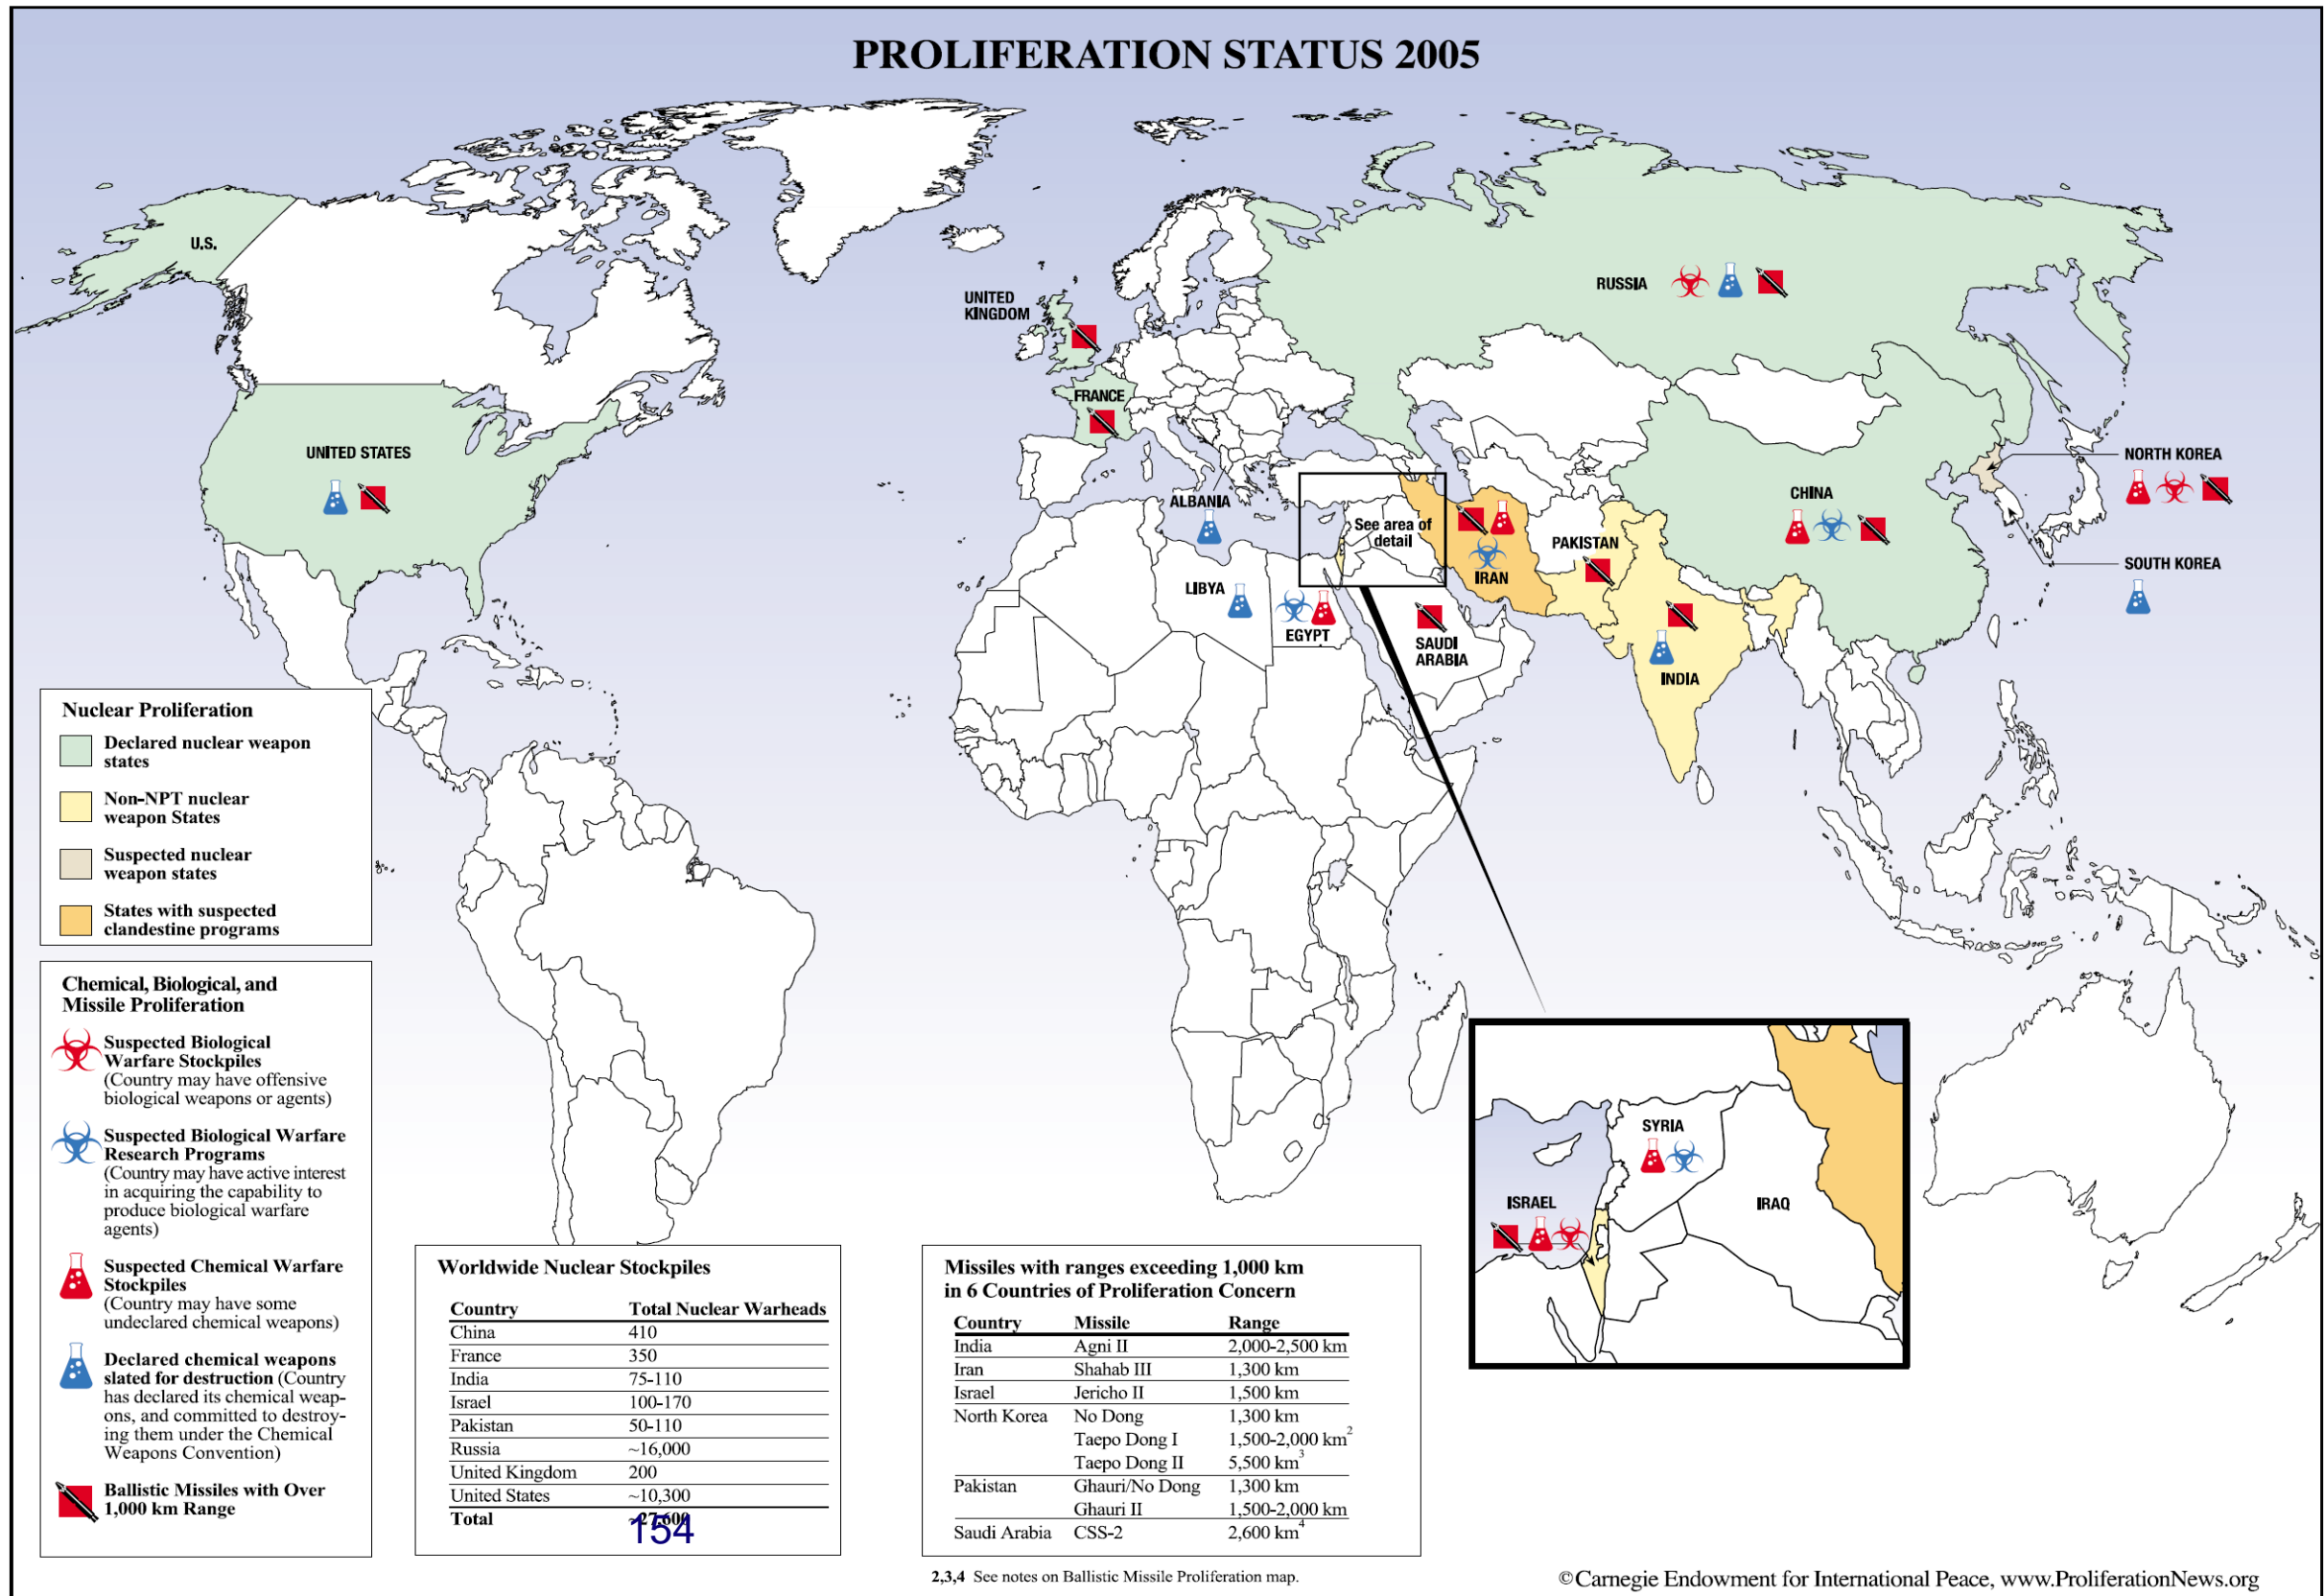 PROLIFERATION STATUS 2005
U.S.
UNITED STATES
UNITED
KINGDOM
FRANCE
ALBANIA
LIBYA
EGYPT
See area of
detail
SAUDI
ARABIA
IRAN
PAKISTAN
INDIA
RUSSIA
CHINA
NORTH KOREA
SOUTH KOREA
Nuclear Proliferation
Declared nuclear weapon
states
Non-NPT nuclear
weapon States
Suspected nuclear
weapon states
States with suspected
clandestine programs
Chemical, Biological, and
Missile Proliferation
Suspected Biological
Warfare Stockpiles
(Country may have offensive
biological weapons or agents)
Suspected Biological Warfare
Research Programs
(Country may have active interest
in acquiring the capability to
produce biological warfare
agents)
Suspected Chemical Warfare
Stockpiles
(Country may have some
undeclared chemical weapons)
Declared chemical weapons
slated for destruction (Country
has declared its chemical weap-
ons, and committed to destroy-
ing them under the Chemical
Weapons Convention)
Ballistic Missiles with Over
1,000 km Range
Worldwide Nuclear Stockpiles
Country Total Nuclear Warheads
China 410
France 350
India 75-110
Israel 100-170
Pakistan 50-110
Russia ~16,000
United Kingdom 200
United States ~10,300
Total ~27,600
154
Missiles with ranges exceeding 1,000 km
in 6 Countries of Proliferation Concern
Country Missile Range
India Agni II 2,000-2,500 km
Iran Shahab III 1,300 km
Israel Jericho II 1,500 km
North Korea No Dong 1,300 km
Taepo Dong I 1,500-2,000 km2
Taepo Dong II 5,500 km3
Pakistan Ghauri/No Dong 1,300 km
Ghauri II 1,500-2,000 km
Saudi Arabia CSS-2 2,600 km4
2,3,4 See notes on Ballistic Missile Proliferation map.
SYRIA
ISRAEL
IRAQ
©Carnegie Endowment for International Peace, www.ProliferationNews.org